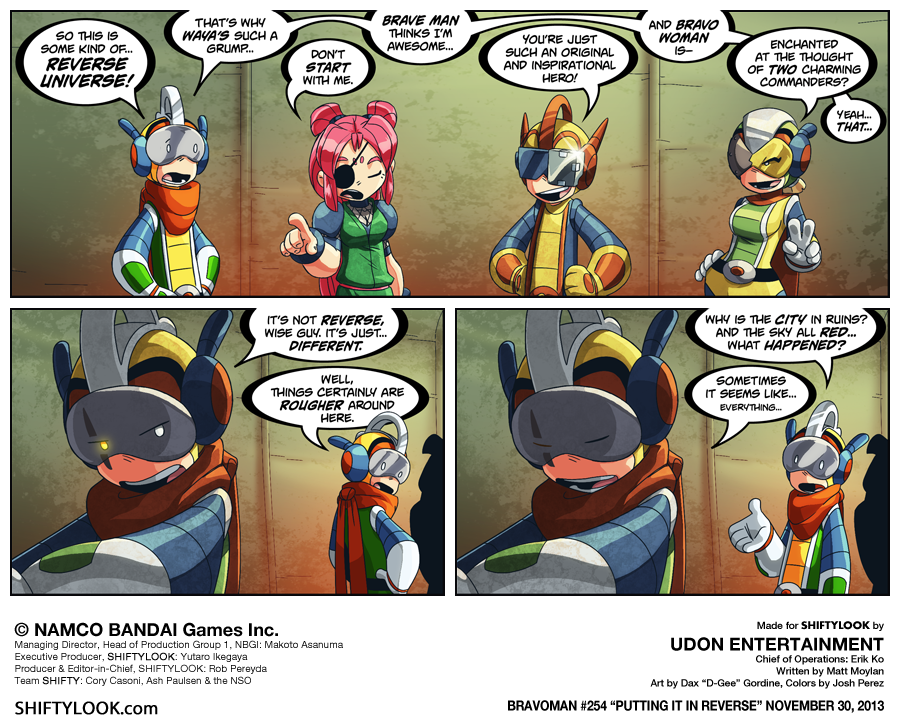 SO THIS IS
SOME KIND OF...
REVERSE
UNIVERSE!
THAT'S WHY
WAYA'S SUCH A
GRUMP...
DON'T
START
WITH ME.
BRAVE MAN
THINKS I'M
AWESOME...
YOU'RE JUST
SUCH AN ORIGINAL
AND INSPIRATIONAL
HERO!
AND BRAVO
WOMAN
IS–
ENCHANTED
AT THE THOUGHT
OF TWO CHARMING
COMMANDERS?
YEAH...
THAT...
IT'S NOT REVERSE,
WISE GUY. IT'S JUST...
DIFFERENT.
WELL,
THINGS CERTAINLY ARE
ROUGHER AROUND
HERE.
WHY IS THE CITY IN RUINS?
AND THE SKY ALL RED...
WHAT HAPPENED?
SOMETIMES
IT SEEMS LIKE...
EVERYTHING...
© NAMCO BANDAI Games Inc.
Managing Director, Head of Production Group 1, NBGI: Makoto Asanuma
Executive Producer, SHIFTYLOOK: Yutaro Ikegaya
Producer & Editor-in-Chief, SHIFTYLOOK: Rob Pereyda
Team SHIFTY: Cory Casoni, Ash Paulsen & the NSO
SHIFTYLOOK.com
Made for SHIFTYLOOK by
UDON ENTERTAINMENT
Chief of Operations: Erik Ko
Written by Matt Moylan
Art by Dax “D-Gee” Gordine, Colors by Josh Perez
BRAVOMAN #254 “PUTTING IT IN REVERSE” NOVEMBER 30, 2013